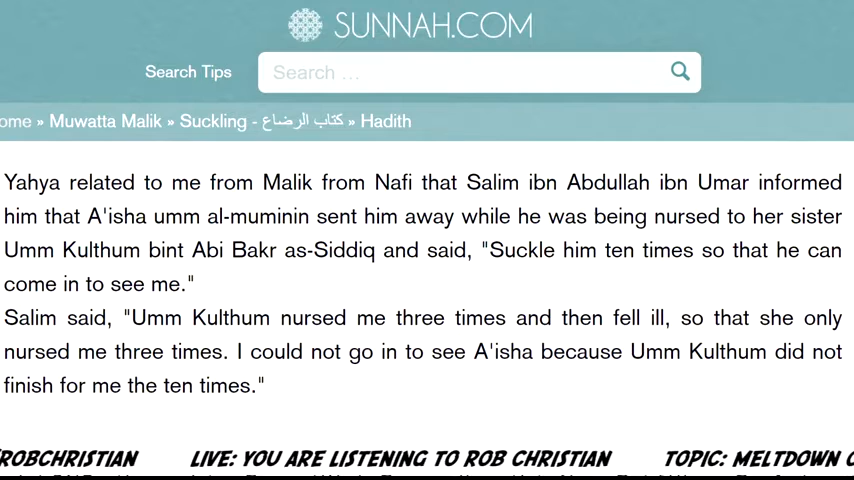 SUNNAH.COM
Search Tips
Search ...
ome » Muwatta Malik » Suckling - كتاب الرضاع » Hadith
Yahya related to me from Malik from Nafi that Salim ibn Abdullah ibn Umar informed
him that A'isha umm al-muminin sent him away while he was being nursed to her sister
Umm Kulthum bint Abi Bakr as-Siddiq and said, "Suckle him ten times so that he can
come in to see me."
Salim said, "Umm Kulthum nursed me three times and then fell ill, so that she only
nursed me three times. I could not go in to see A'isha because Umm Kulthum did not
finish for me the ten times."
ROBCHRISTIAN LIVE: YOU ARE LISTENING TO ROB CHRISTIAN TOPIC: MELTDOWN